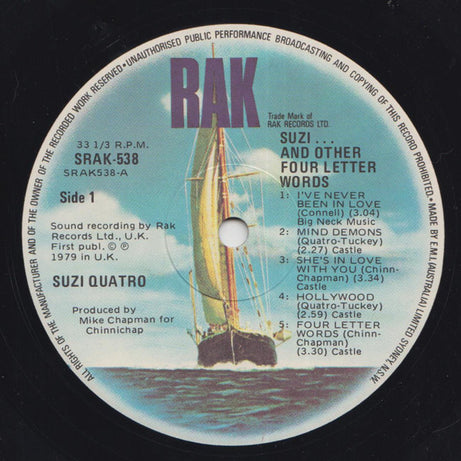 ALL RIGHTS OF THE MANUFACTURER AND OF THE OWNER OF THE RECORDED WORK RESERVED • UNAUTHORISED PUBLIC PERFORMANCE BROADCASTING AND COPYING OF THIS RECORD PROHIBITED. • MADE BY E.M.I. (AUSTRALIA) LIMITED SYDNEY, N.S.W.
RAK
Trade Mark of
RAK RECORDS LTD.
33 1/3 R.P.M.
SRAK-538
SRAK538-A
Side 1
Sound recording by Rak
Records Ltd., U.K.
First publ. © ℗
1979 in U.K.
SUZI QUATRO
Produced by
Mike Chapman for
Chinnichap
SUZI . . .
AND OTHER
FOUR LETTER
WORDS
1: I'VE NEVER
BEEN IN LOVE
(Connell) (3.04)
Big Neck Music
2: MIND DEMONS
(Quatro-Tuckey)
(2.27) Castle
3: SHE'S IN LOVE
WITH YOU (Chinn-
Chapman) (3.34)
Castle
4: HOLLYWOOD
(Quatro-Tuckey)
(2.59) Castle
5: FOUR LETTER
WORDS (Chinn-
Chapman)
(3.30) Castle